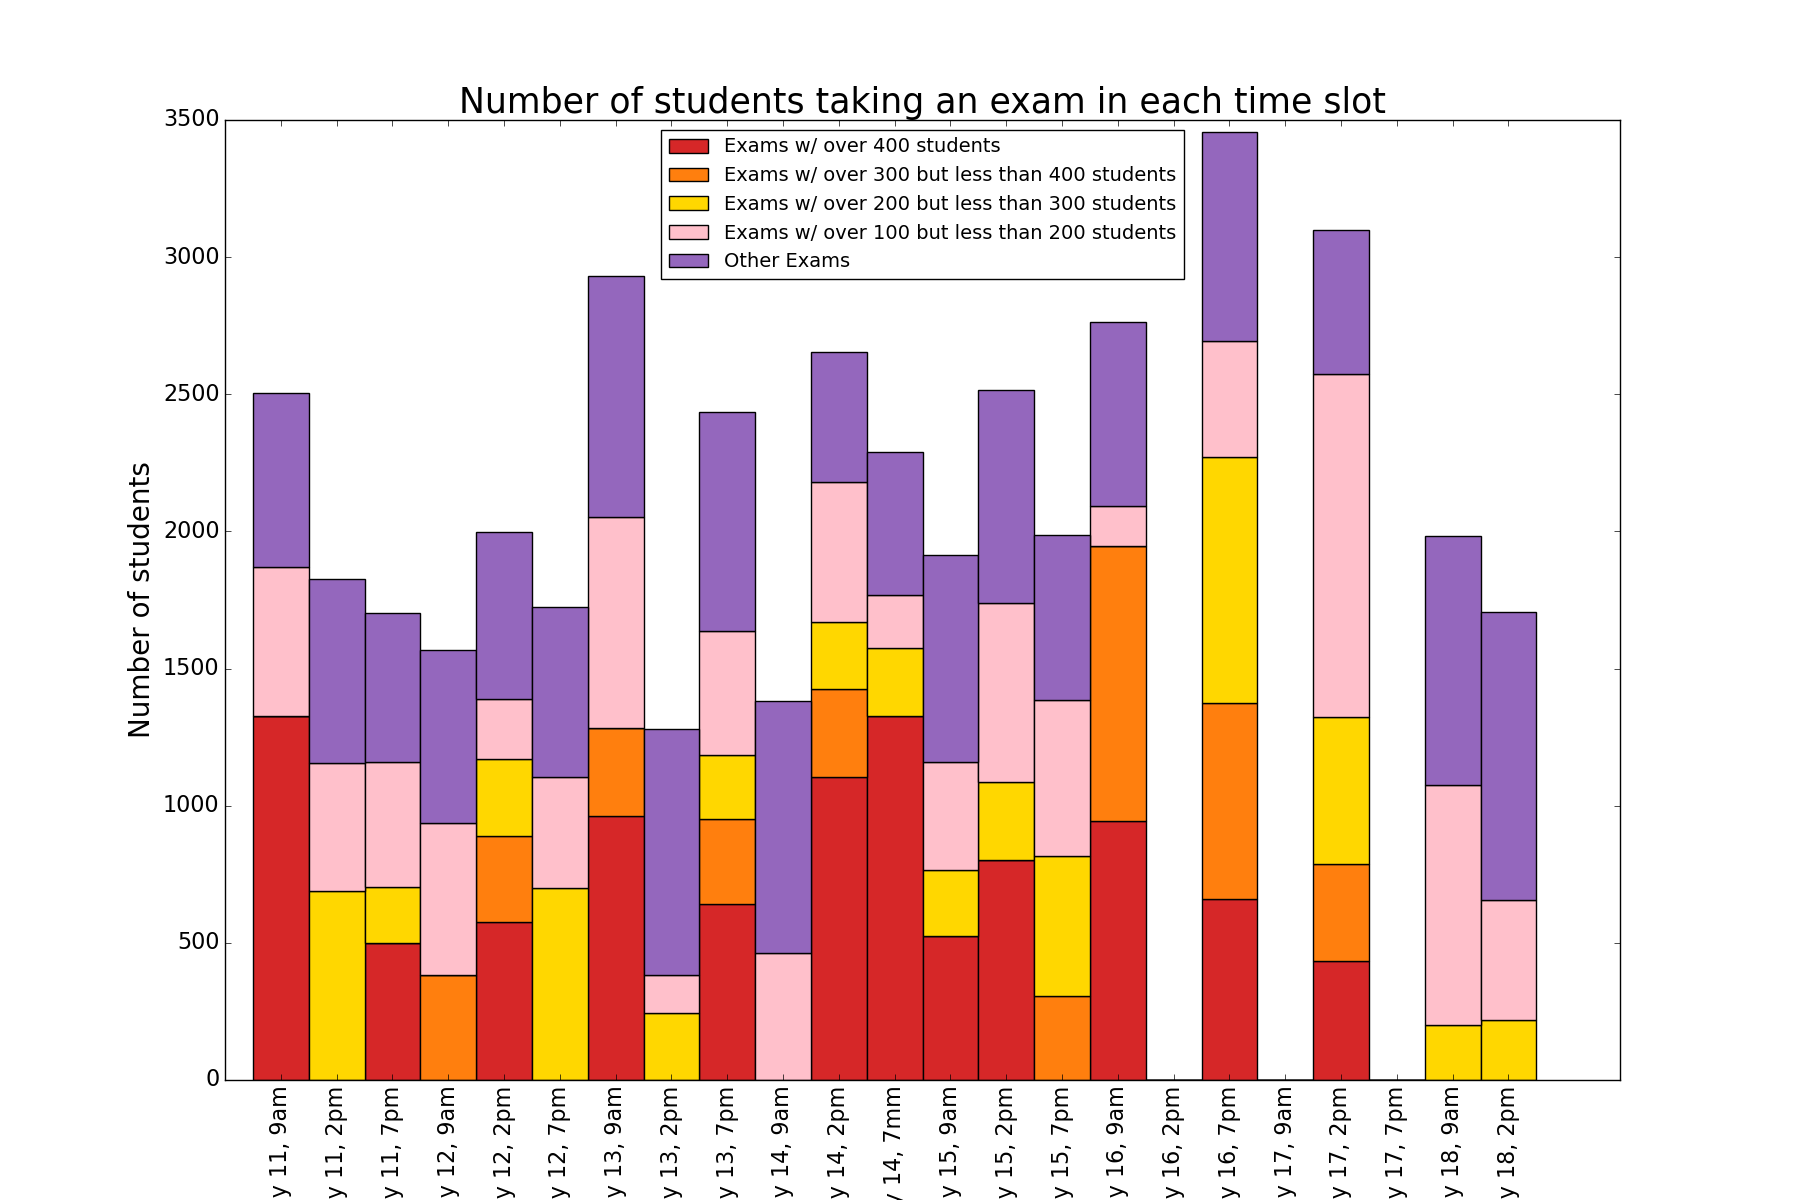 Number of students taking an exam in each time slot
Number of students
3500
3000
2500
2000
1500
1000
500
0
Exams w/ over 400 students
Exams w/ over 300 but less than 400 students
Exams w/ over 200 but less than 300 students
Exams w/ over 100 but less than 200 students
Other Exams
y 11, 9am
y 11, 2pm
y 11, 7pm
y 12, 9am
y 12, 2pm
y 12, 7pm
y 13, 9am
y 13, 2pm
y 13, 7pm
y 14, 9am
y 14, 2pm
y 14, 7mm
y 15, 9am
y 15, 2pm
y 15, 7pm
y 16, 9am
y 16, 2pm
y 16, 7pm
y 17, 9am
y 17, 2pm
y 17, 7pm
y 18, 9am
y 18, 2pm